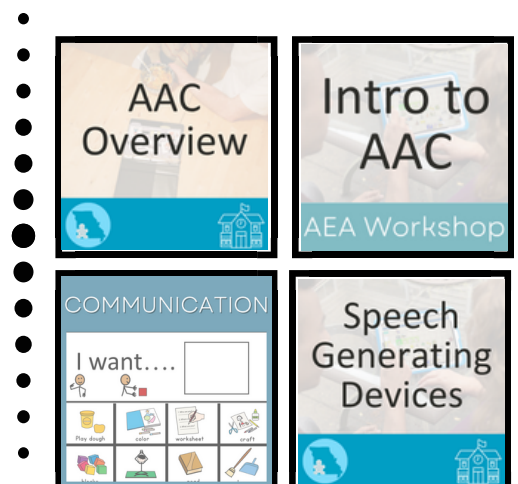 AAC
Overview
Intro to
AAC
AEA Workshop
COMMUNICATION
I want....
Play dough
color
worksheet
craft
Speech
Generating
Devices